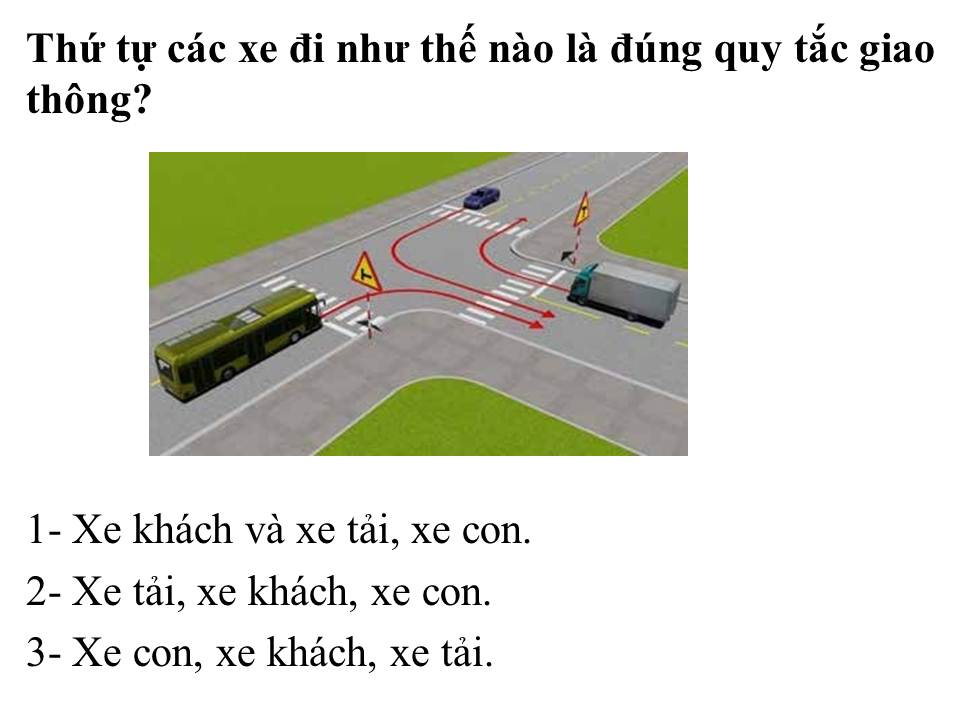 Thứ tự các xe đi như thế nào là đúng quy tắc giao
thông?
1- Xe khách và xe tải, xe con.
2- Xe tải, xe khách, xe con.
3- Xe con, xe khách, xe tải.